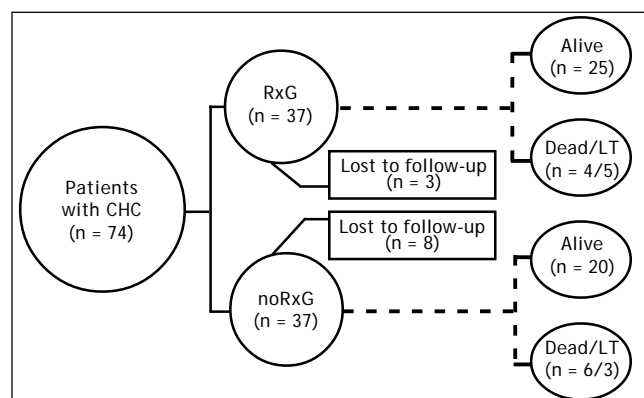 Patients
with CHC
(n = 74)
RxG
(n = 37)
Lost to follow-up
(n = 3)
Alive
(n = 25)
Dead/LT
(n = 4/5)
Lost to follow-up
(n = 8)
noRxG
(n = 37)
Alive
(n = 20)
Dead/LT
(n = 6/3)